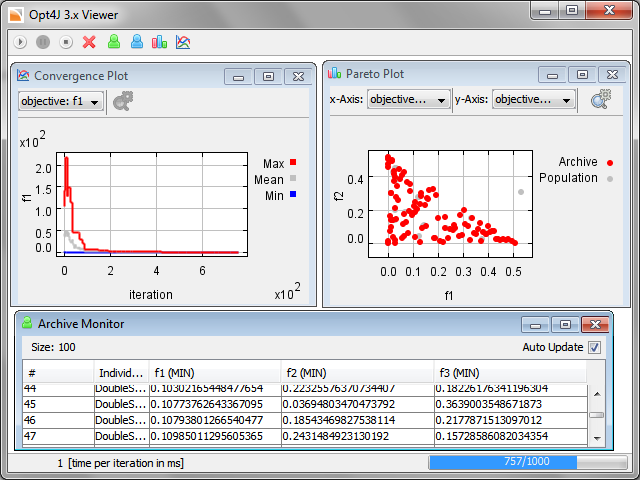 Opt4J 3.x Viewer
Convergence Plot
objective: f1
x10²
Max
Mean
Min
2.0
1.5
1.0
0.5
0.0
f1
0 2 4 6
iteration x10²
Pareto Plot
x-Axis: objective... y-Axis: objective...
Archive
Population
0.4
0.2
0.0
f2
0.0 0.1 0.2 0.3 0.4 0.5
f1
Archive Monitor
Size: 100 Auto Update
# Individ... f1 (MIN) f2 (MIN) f3 (MIN)
44 DoubleS... 0.10302165448477654 0.22325576370734407 0.18226176341196304
45 DoubleS... 0.10773762643367095 0.03694803470473792 0.3639003548671873
46 DoubleS... 0.10793801266540477 0.18543469827538114 0.2177871513097012
47 DoubleS... 0.10985011295605365 0.2431484923130192 0.15728586082034354
1 [time per iteration in ms] 757/1000